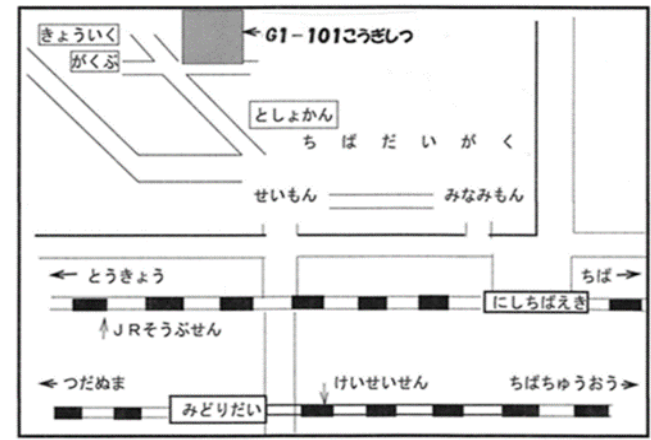 きょういく
がくぶ
←G1-101こうぎしつ
としょかん
ちばだいがく
せいもん
みなみもん
←とうきょう
ちば→
にしちばえき
↑JRそうぶせん
←つだぬま
↓けいせいせん
ちばちゅうおう→
みどりだい